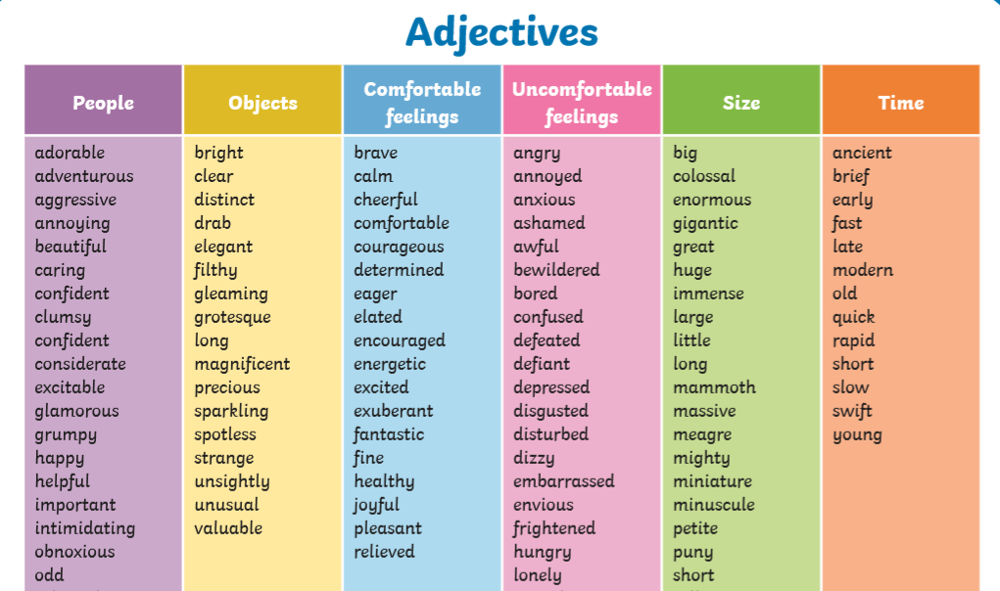 Adjectives
People
adorable
adventurous
aggressive
annoying
beautiful
caring
confident
clumsy
confident
considerate
excitable
glamorous
grumpy
happy
helpful
important
intimidating
obnoxious
odd
Objects
bright
clear
distinct
drab
elegant
filthy
gleaming
grotesque
long
magnificent
precious
sparkling
spotless
strange
unsightly
unusual
valuable
Comfortable
feelings
brave
calm
cheerful
comfortable
courageous
determined
eager
elated
encouraged
energetic
excited
exuberant
fantastic
fine
healthy
joyful
pleasant
relieved
Uncomfortable
feelings
angry
annoyed
anxious
ashamed
awful
bewildered
bored
confused
defeated
defiant
depressed
disgusted
disturbed
dizzy
embarrassed
envious
frightened
hungry
lonely
Size
big
colossal
enormous
gigantic
great
huge
immense
large
little
long
mammoth
massive
meagre
mighty
miniature
minuscule
petite
puny
short
Time
ancient
brief
early
fast
late
modern
old
quick
rapid
short
slow
swift
young